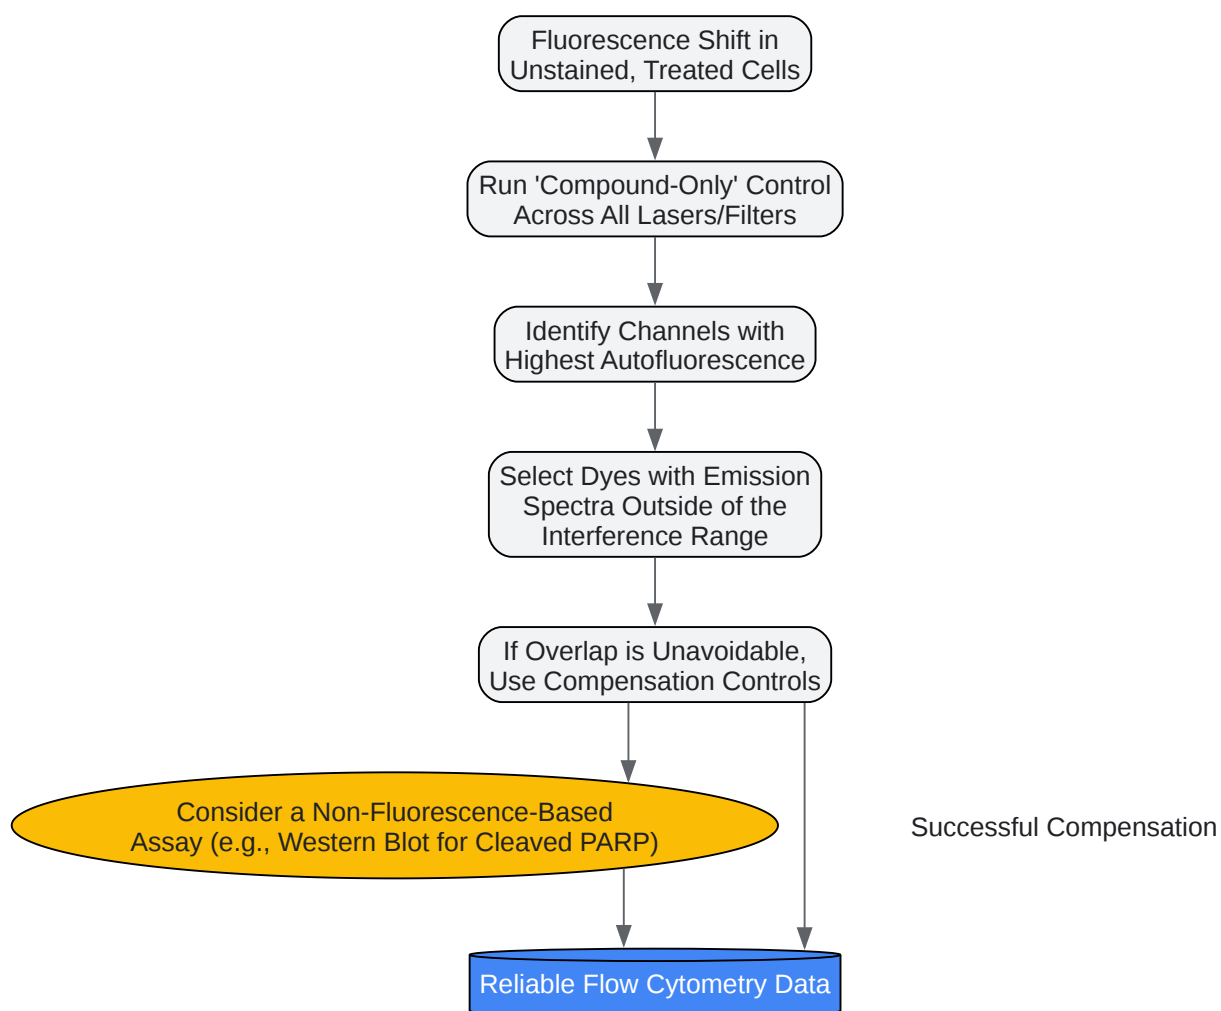 Fluorescence Shift in
Unstained, Treated Cells
Run 'Compound-Only' Control
Across All Lasers/Filters
Identify Channels with
Highest Autofluorescence
Select Dyes with Emission
Spectra Outside of the
Interference Range
If Overlap is Unavoidable,
Use Compensation Controls
Consider a Non-Fluorescence-Based
Assay (e.g., Western Blot for Cleaved PARP)
Successful Compensation
Reliable Flow Cytometry Data